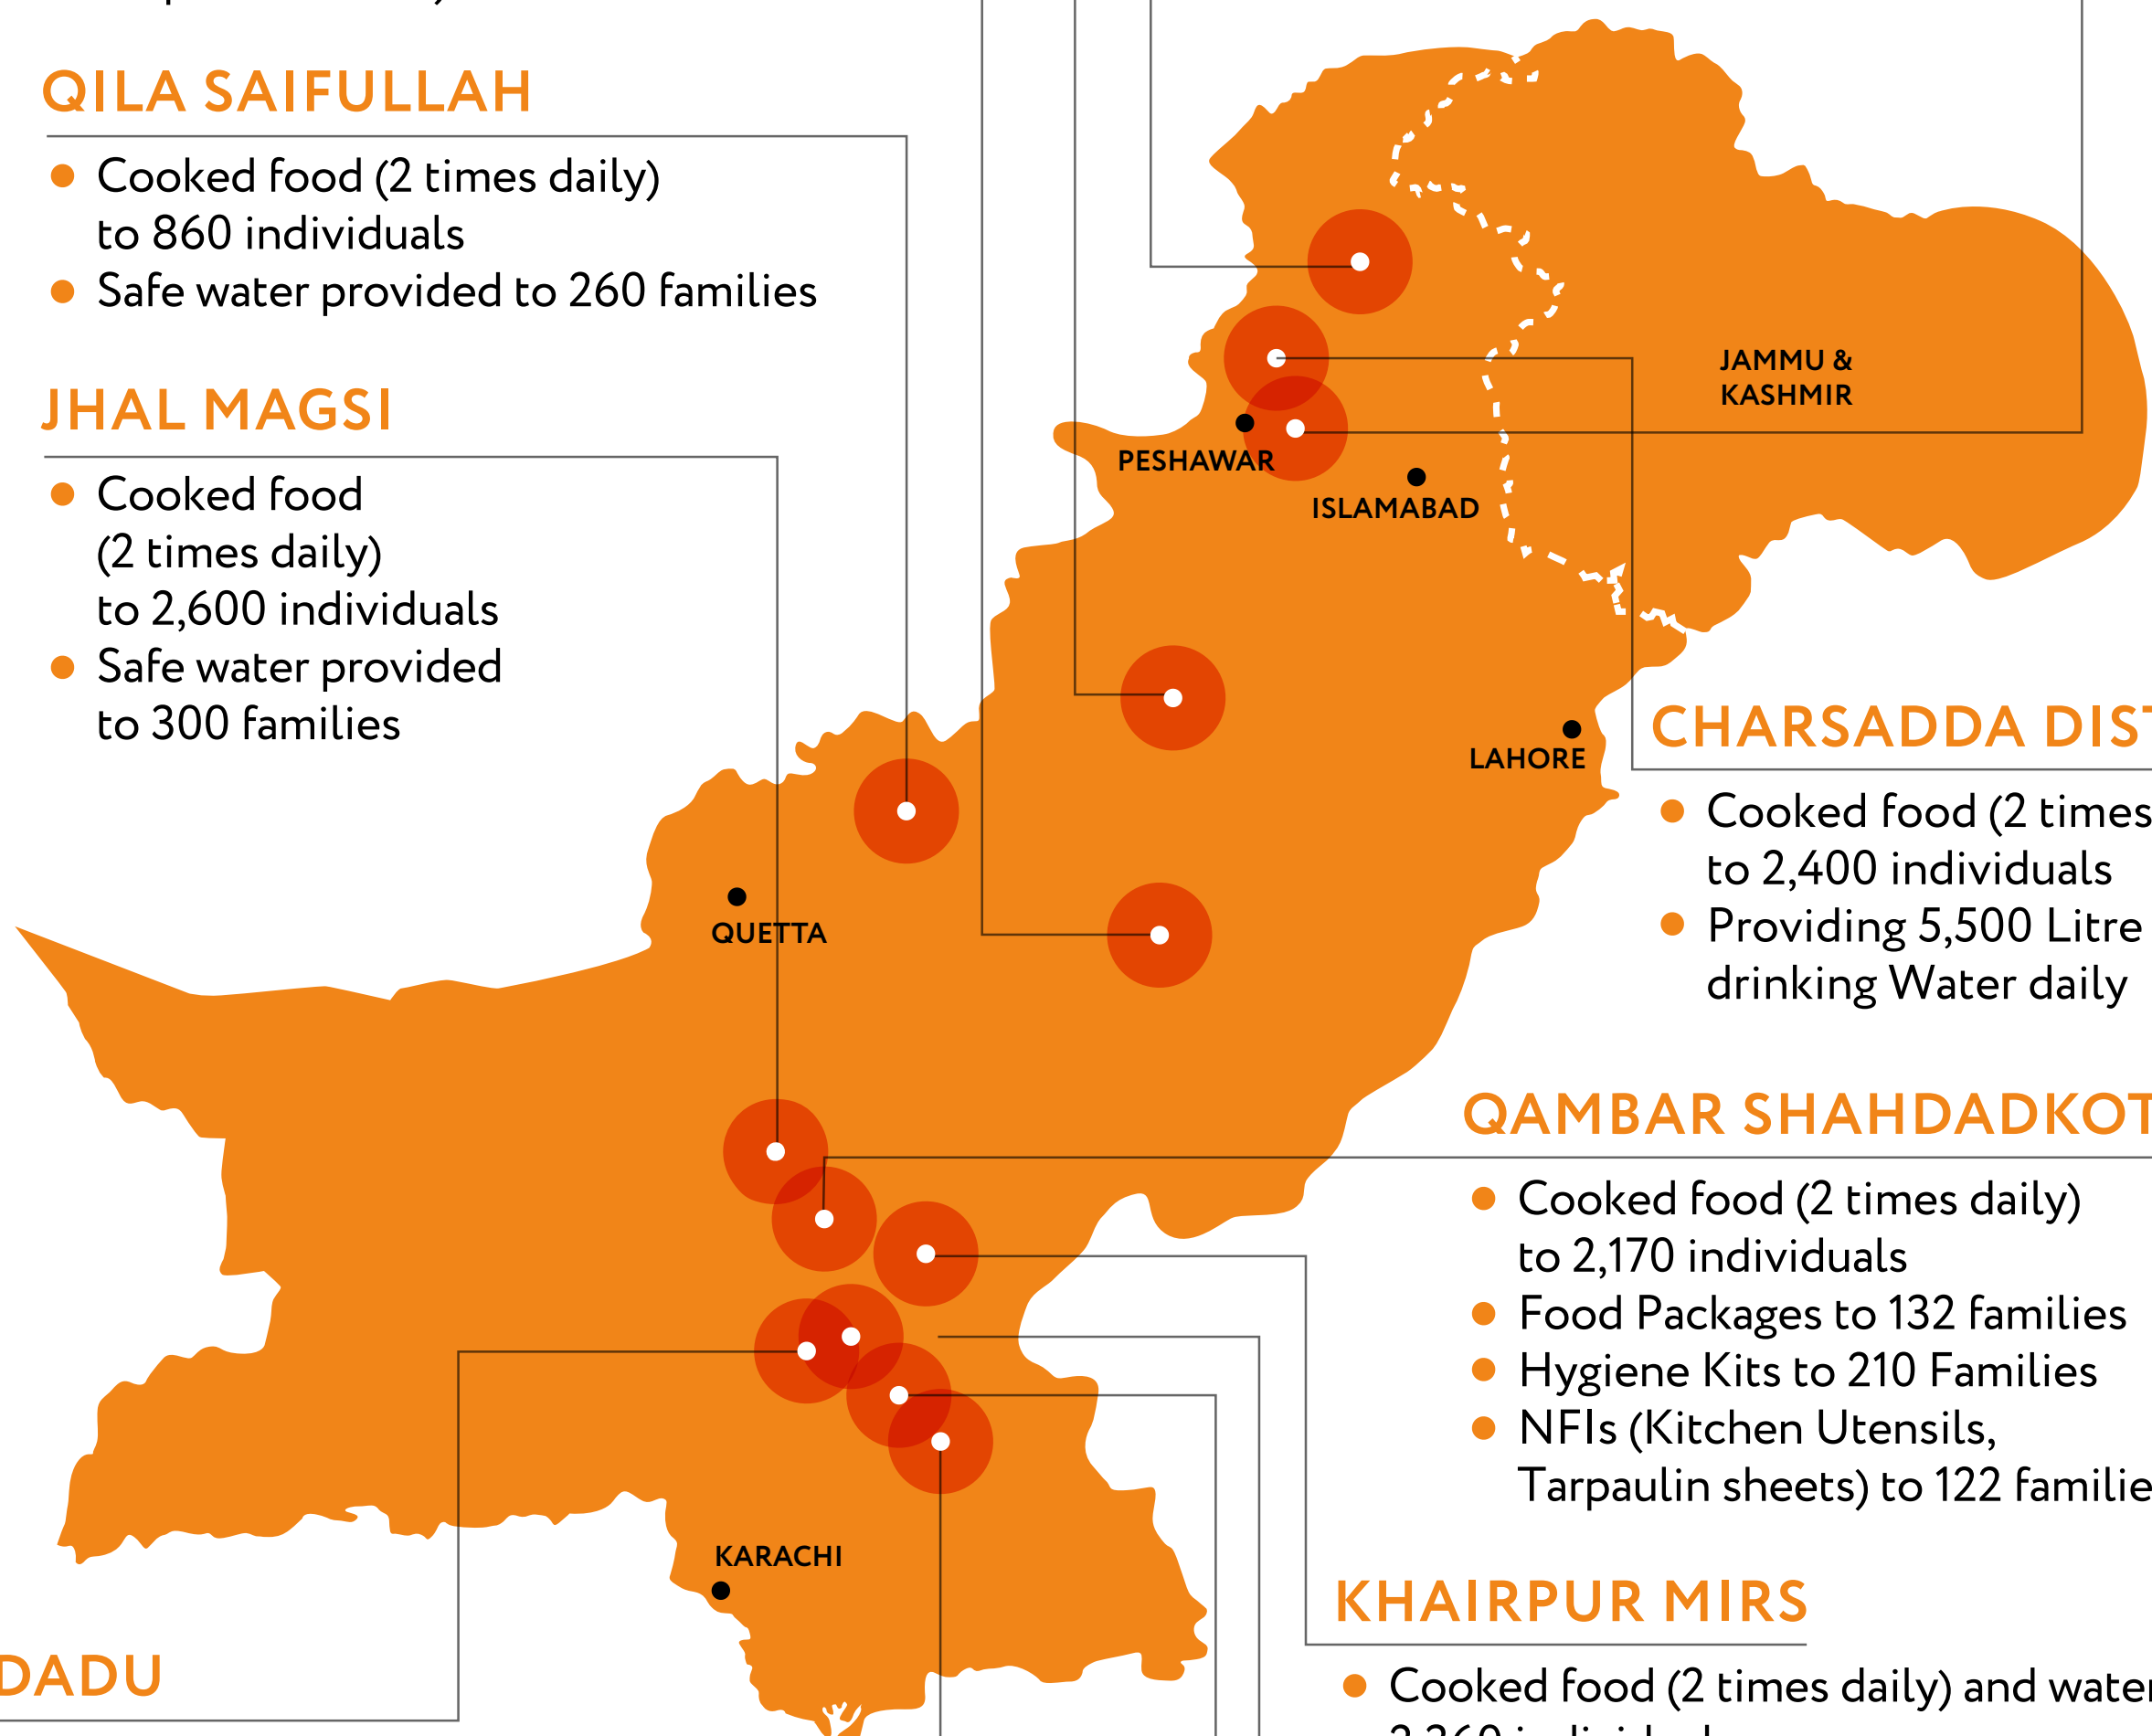 QILA SAIFULLAH
Cooked food (2 times daily)
to 860 individuals
Safe water provided to 260 families
JHAL MAGSI
Cooked food
(2 times daily)
to 2,600 individuals
Safe water provided
to 300 families
JAMMU &
KASHMIR
PESHAWAR
ISLAMABAD
LAHORE
QUETTA
KARACHI
CHARSADDA
Cooked food (2 times
to 2,400 individuals
Providing 5,500 Litre
drinking Water daily
QAMBAR SHAHDADKOT
Cooked food (2 times daily)
to 2,170 individuals
Food Packages to 132 families
Hygiene Kits to 210 Families
NFIs (Kitchen Utensils,
Tarpaulin sheets) to 122 familie
KHAIRPUR MIRS
Cooked food (2 times daily) and water
DADU